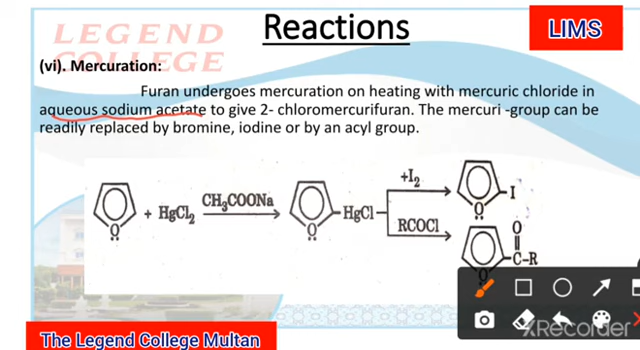 LEGEND
COLLEGE
Reactions
LIMS
(vi). Mercuration:
Furan undergoes mercuration on heating with mercuric chloride in
aqueous sodium acetate to give 2- chloromercurifuran. The mercuri -group can be
readily replaced by bromine, iodine or by an acyl group.
+ HgCl₂ CH₃COONa HgCl +I₂ I
RCOCl
O
C-R
O O O
XRecorder
The Legend College Multan